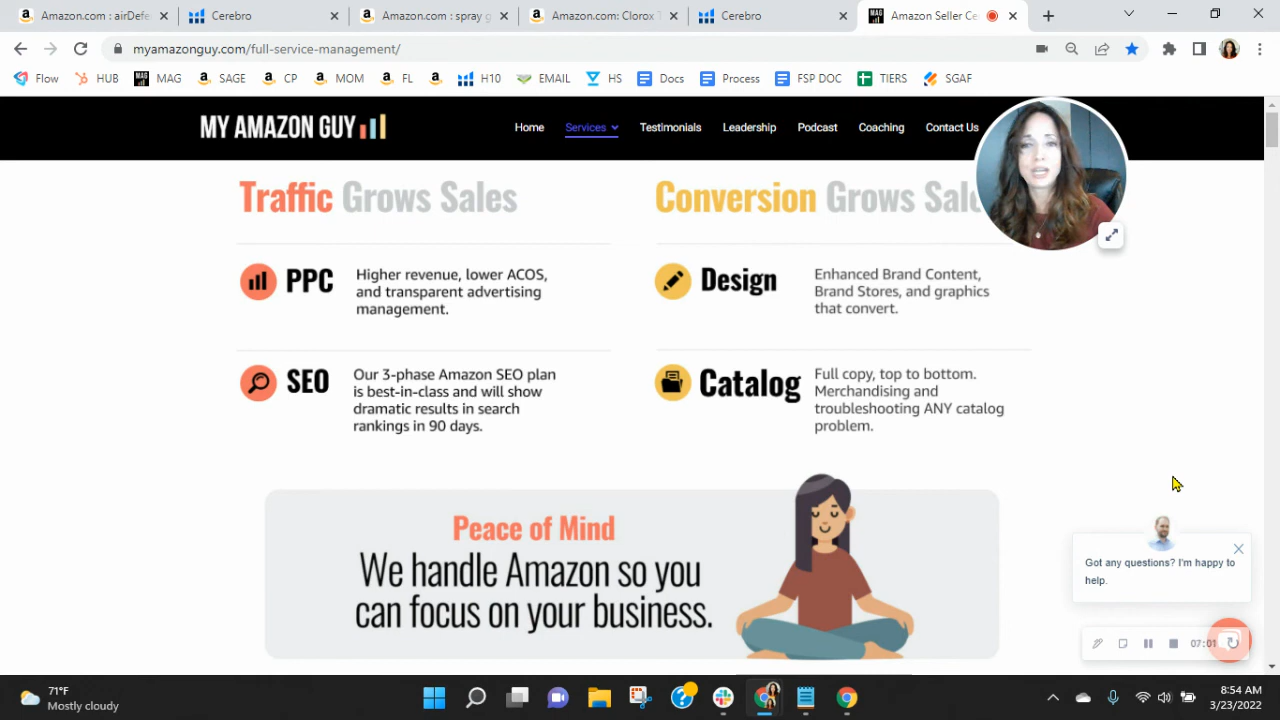 Amazon.com : airDefe
Cerebro
Amazon.com : spray g
Amazon.com: Clorox T
Cerebro
Amazon Seller Ce
myamazonguy.com/full-service-management/
Flow
HUB
MAG
SAGE
CP
MOM
FL
H10
EMAIL
HS
Docs
Process
FSP DOC
TIERS
SGAF
MY AMAZON GUY
Home
Services
Testimonials
Leadership
Podcast
Coaching
Contact Us
Traffic Grows Sales
PPC
Higher revenue, lower ACOS,
and transparent advertising
management.
SEO
Our 3-phase Amazon SEO plan
is best-in-class and will show
dramatic results in search
rankings in 90 days.
Conversion Grows Sale
Design
Enhanced Brand Content,
Brand Stores, and graphics
that convert.
Catalog
Full copy, top to bottom.
Merchandising and
troubleshooting ANY catalog
problem.
Peace of Mind
We handle Amazon so you
can focus on your business.
Got any questions? I'm happy to
help.
07:01
71°F
Mostly cloudy
8:54 AM
3/23/2022